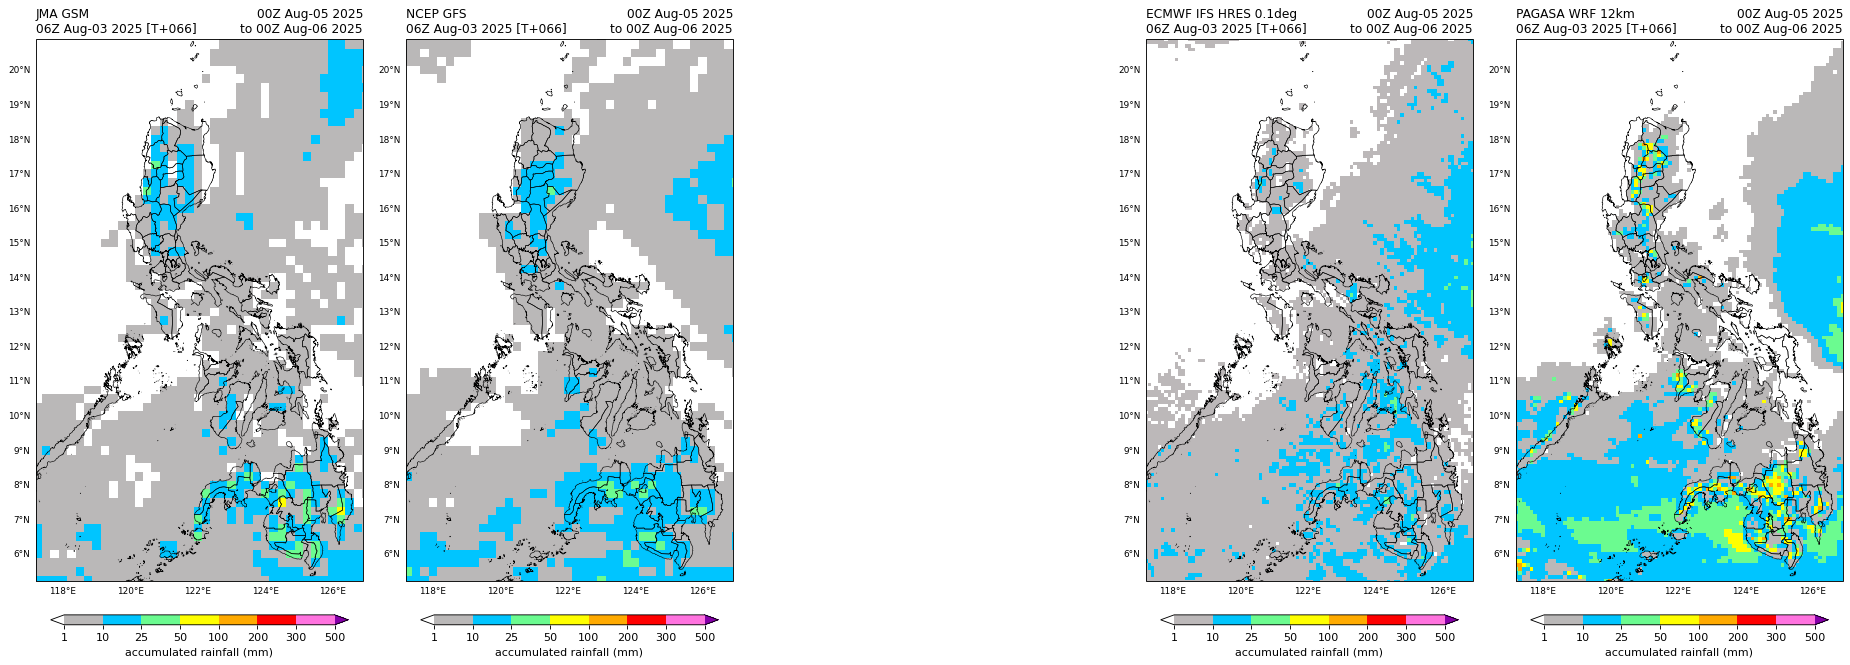 JMA GSM 00Z Aug-05 2025
06Z Aug-03 2025 [T+066] to 00Z Aug-06 2025
20°N
19°N
18°N
17°N
16°N
15°N
14°N
13°N
12°N
11°N
10°N
9°N
8°N
7°N
6°N
118°E 120°E 122°E 124°E 126°E
1 10 25 50 100 200 300 500
accumulated rainfall (mm)
NCEP GFS 00Z Aug-05 2025
06Z Aug-03 2025 [T+066] to 00Z Aug-06 2025
20°N
19°N
18°N
17°N
16°N
15°N
14°N
13°N
12°N
11°N
10°N
9°N
8°N
7°N
6°N
118°E 120°E 122°E 124°E 126°E
1 10 25 50 100 200 300 500
accumulated rainfall (mm)
ECMWF IFS HRES 0.1deg 00Z Aug-05 2025
06Z Aug-03 2025 [T+066] to 00Z Aug-06 2025
20°N
19°N
18°N
17°N
16°N
15°N
14°N
13°N
12°N
11°N
10°N
9°N
8°N
7°N
6°N
118°E 120°E 122°E 124°E 126°E
1 10 25 50 100 200 300 500
accumulated rainfall (mm)
PAGASA WRF 12km 00Z Aug-05 2025
06Z Aug-03 2025 [T+066] to 00Z Aug-06 2025
20°N
19°N
18°N
17°N
16°N
15°N
14°N
13°N
12°N
11°N
10°N
9°N
8°N
7°N
6°N
118°E 120°E 122°E 124°E 126°E
1 10 25 50 100 200 300 500
accumulated rainfall (mm)